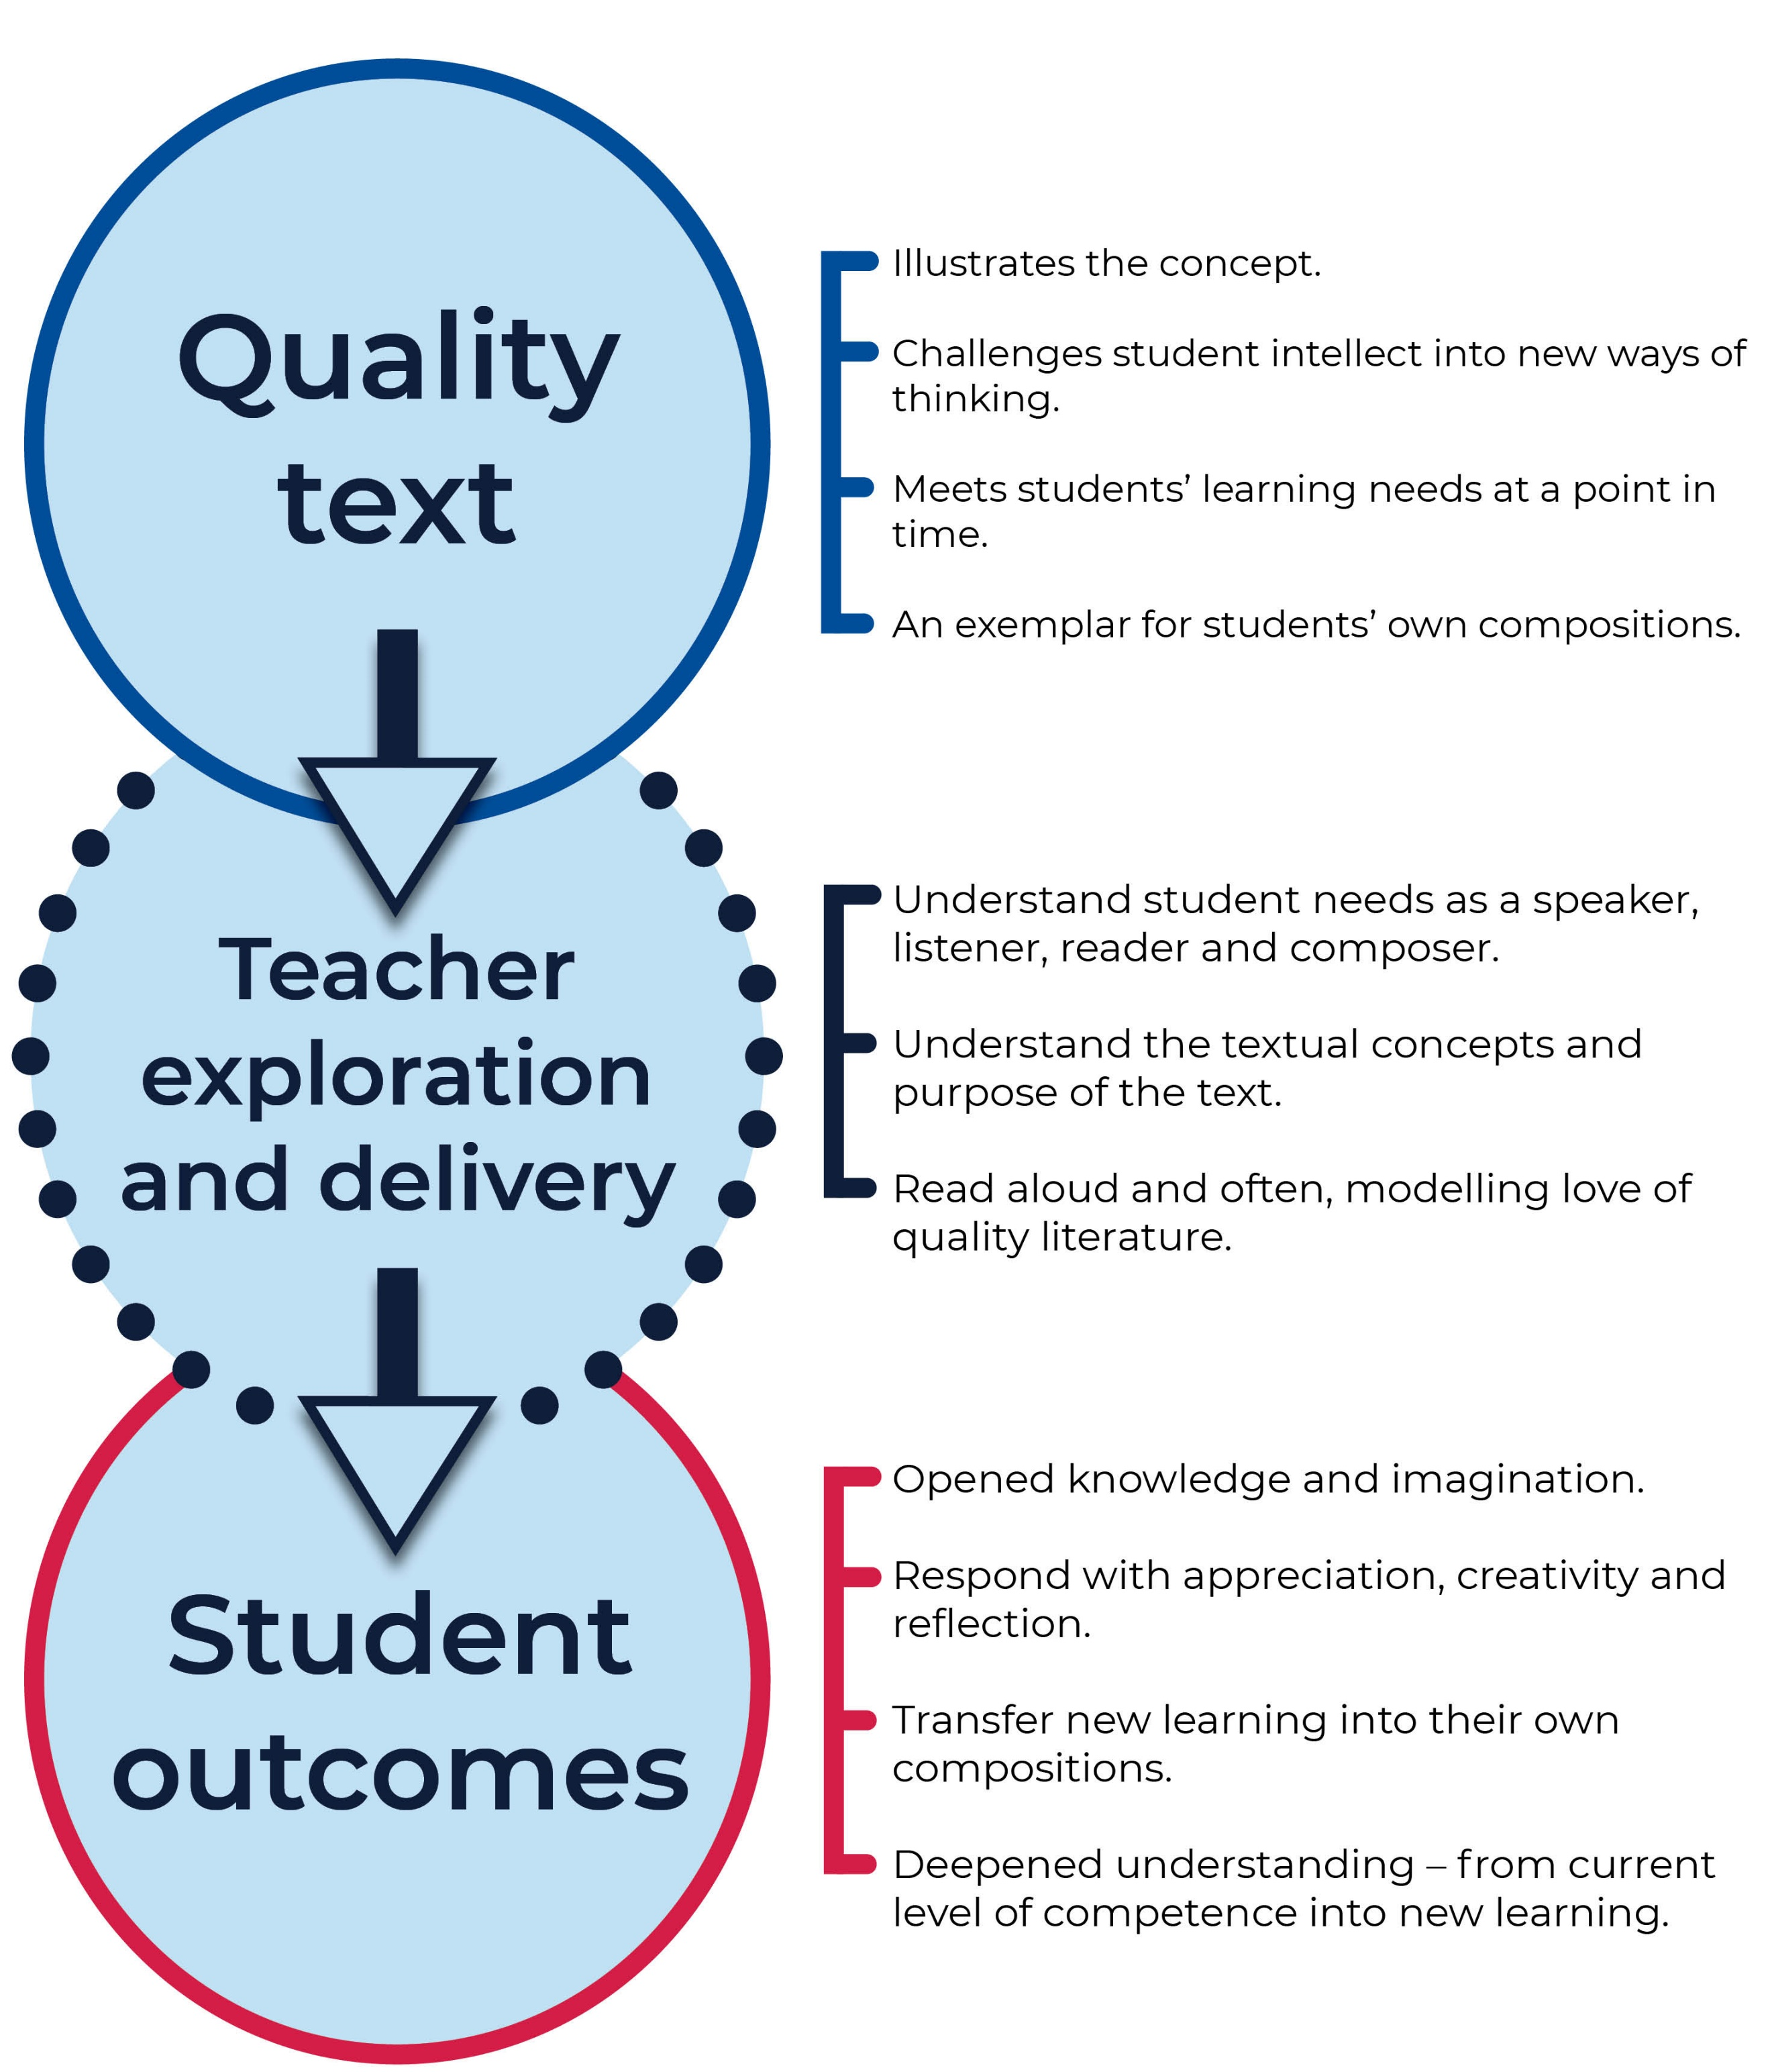 Quality
text
Illustrates the concept.
Challenges student intellect into new ways of
thinking.
Meets students’ learning needs at a point in
time.
An exemplar for students’ own compositions.
Teacher
exploration
and delivery
Understand student needs as a speaker,
listener, reader and composer.
Understand the textual concepts and
purpose of the text.
Read aloud and often, modelling love of
quality literature.
Student
outcomes
Opened knowledge and imagination.
Respond with appreciation, creativity and
reflection.
Transfer new learning into their own
compositions.
Deepened understanding – from current
level of competence into new learning.